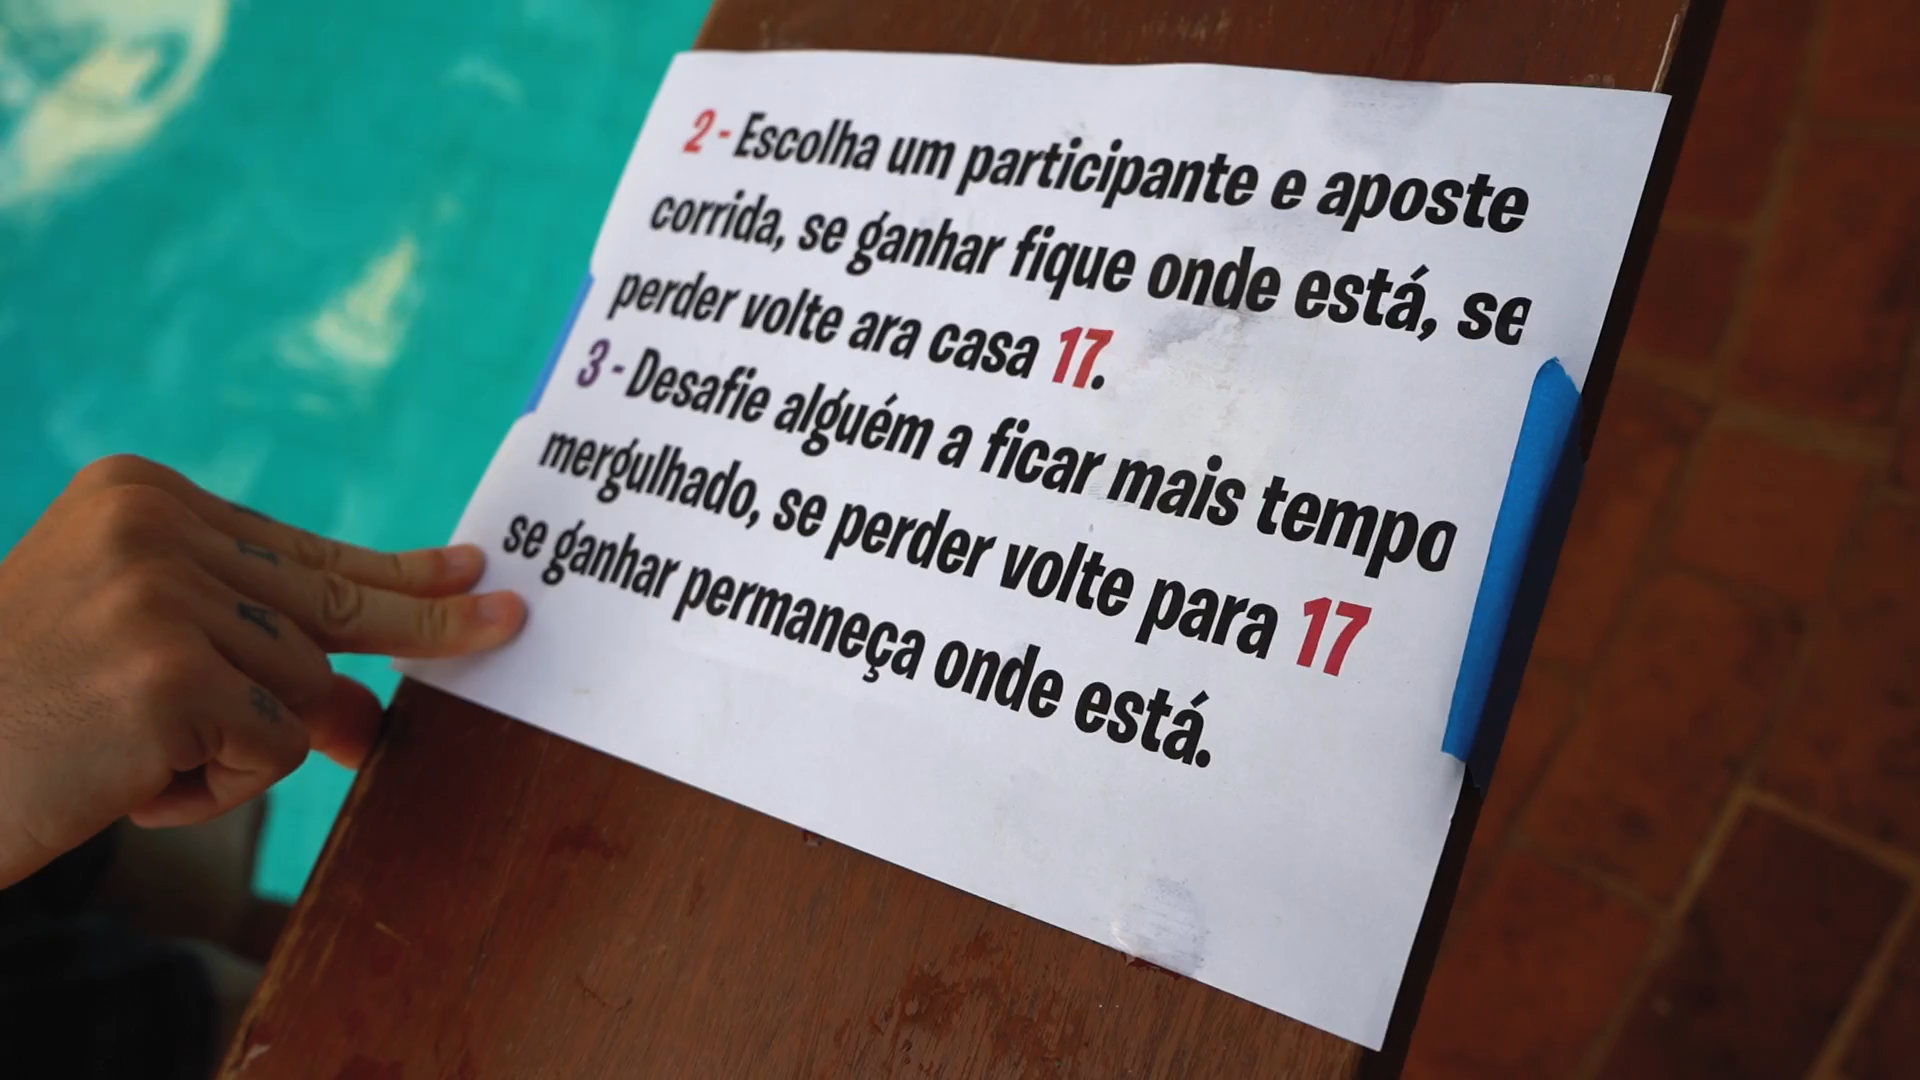 2 - Escolha um participante e aposte
corrida, se ganhar fique onde está, se
perder volte ara casa 17.
3 - Desafie alguém a ficar mais tempo
mergulhado, se perder volte para 17
se ganhar permaneça onde está.